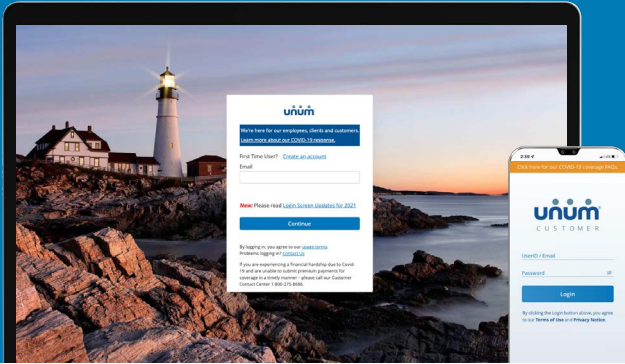 unum
We're here for our employees, clients and customers.
Learn more about our COVID-19 response.
First Time User? Create an account
Email
New: Please read Login Screen Updates for 2021
Continue
By logging in, you agree to our usage terms.
Problems logging in? Contact Us
If you are experiencing a financial hardship due to Covid-
19 and are unable to submit premium payments for
coverage in a timely manner – please call our Customer
Contact Center 1-800-275-8686.
2:59
LTE
Click here for our COVID-19 coverage FAQs
unum
CUSTOMER
UserID / Email
Password
Login
By clicking the Login button above, you agree
to our Terms of Use and Privacy Notice.